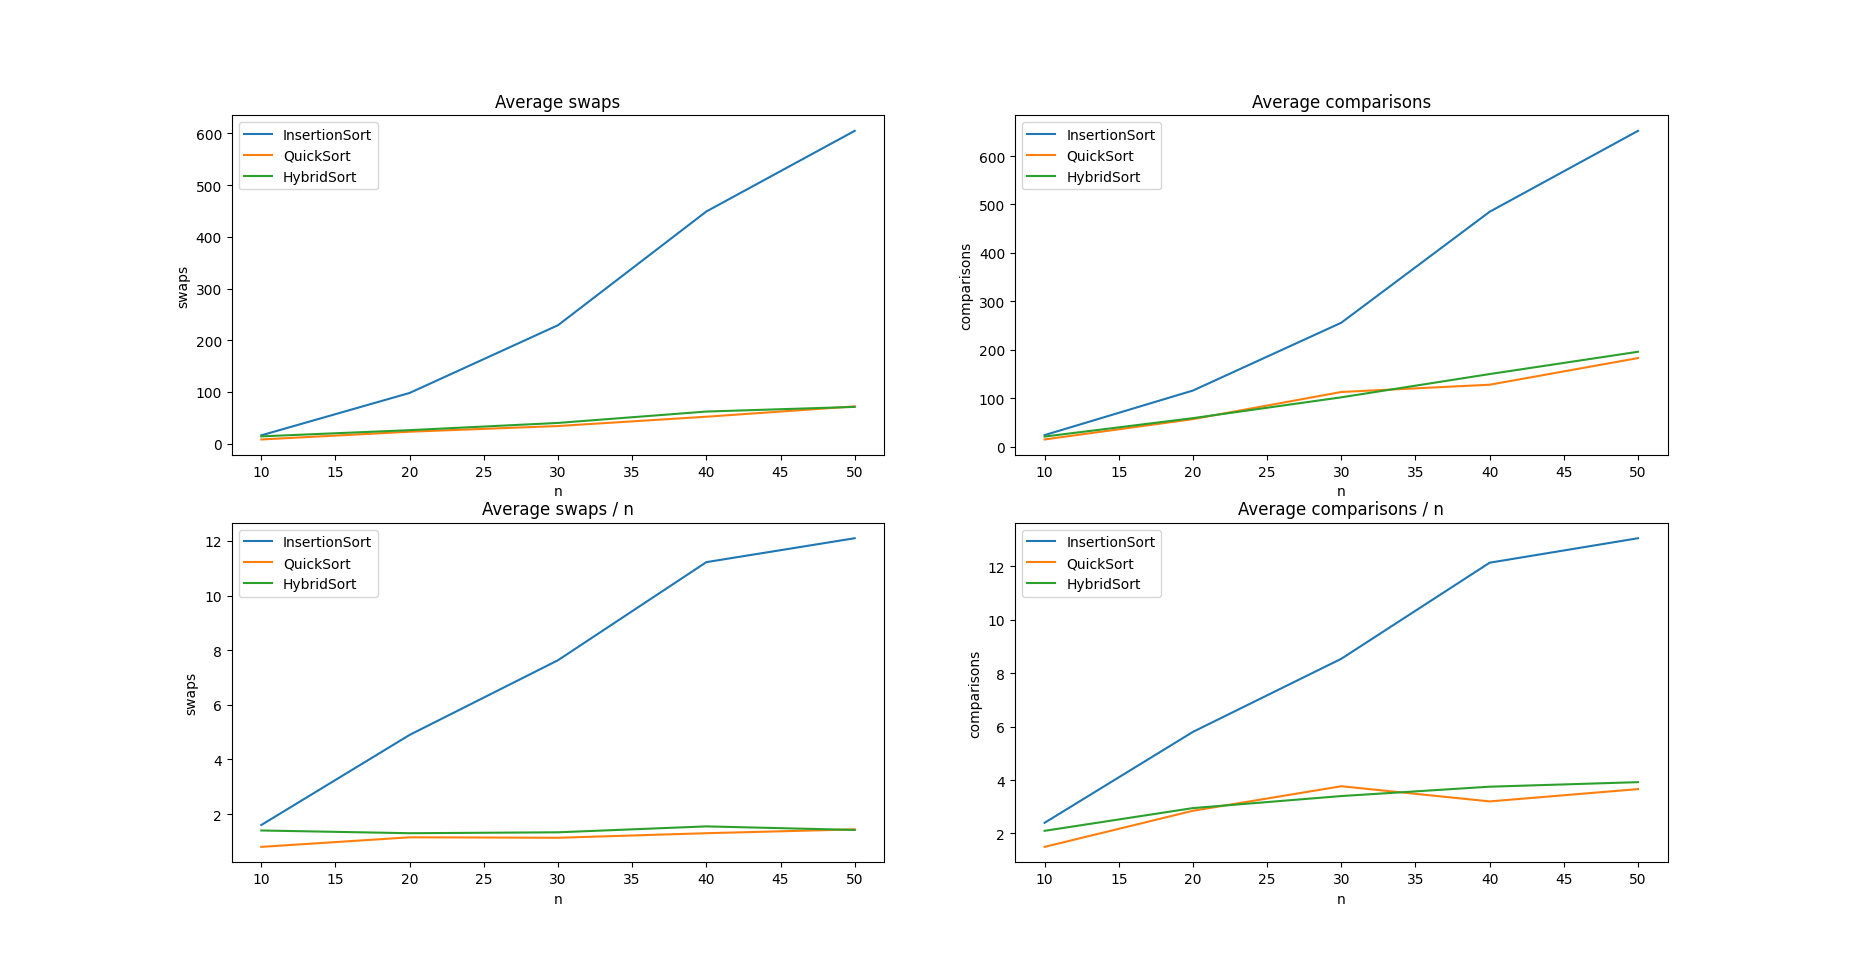 Average swaps
InsertionSort
QuickSort
HybridSort
600
500
400
300
200
100
0
swaps
10 15 20 25 30 35 40 45 50
n
Average comparisons
InsertionSort
QuickSort
HybridSort
600
500
400
300
200
100
0
comparisons
10 15 20 25 30 35 40 45 50
n
Average swaps / n
InsertionSort
QuickSort
HybridSort
12
10
8
6
4
2
swaps
10 15 20 25 30 35 40 45 50
n
Average comparisons / n
InsertionSort
QuickSort
HybridSort
12
10
8
6
4
2
comparisons
10 15 20 25 30 35 40 45 50
n